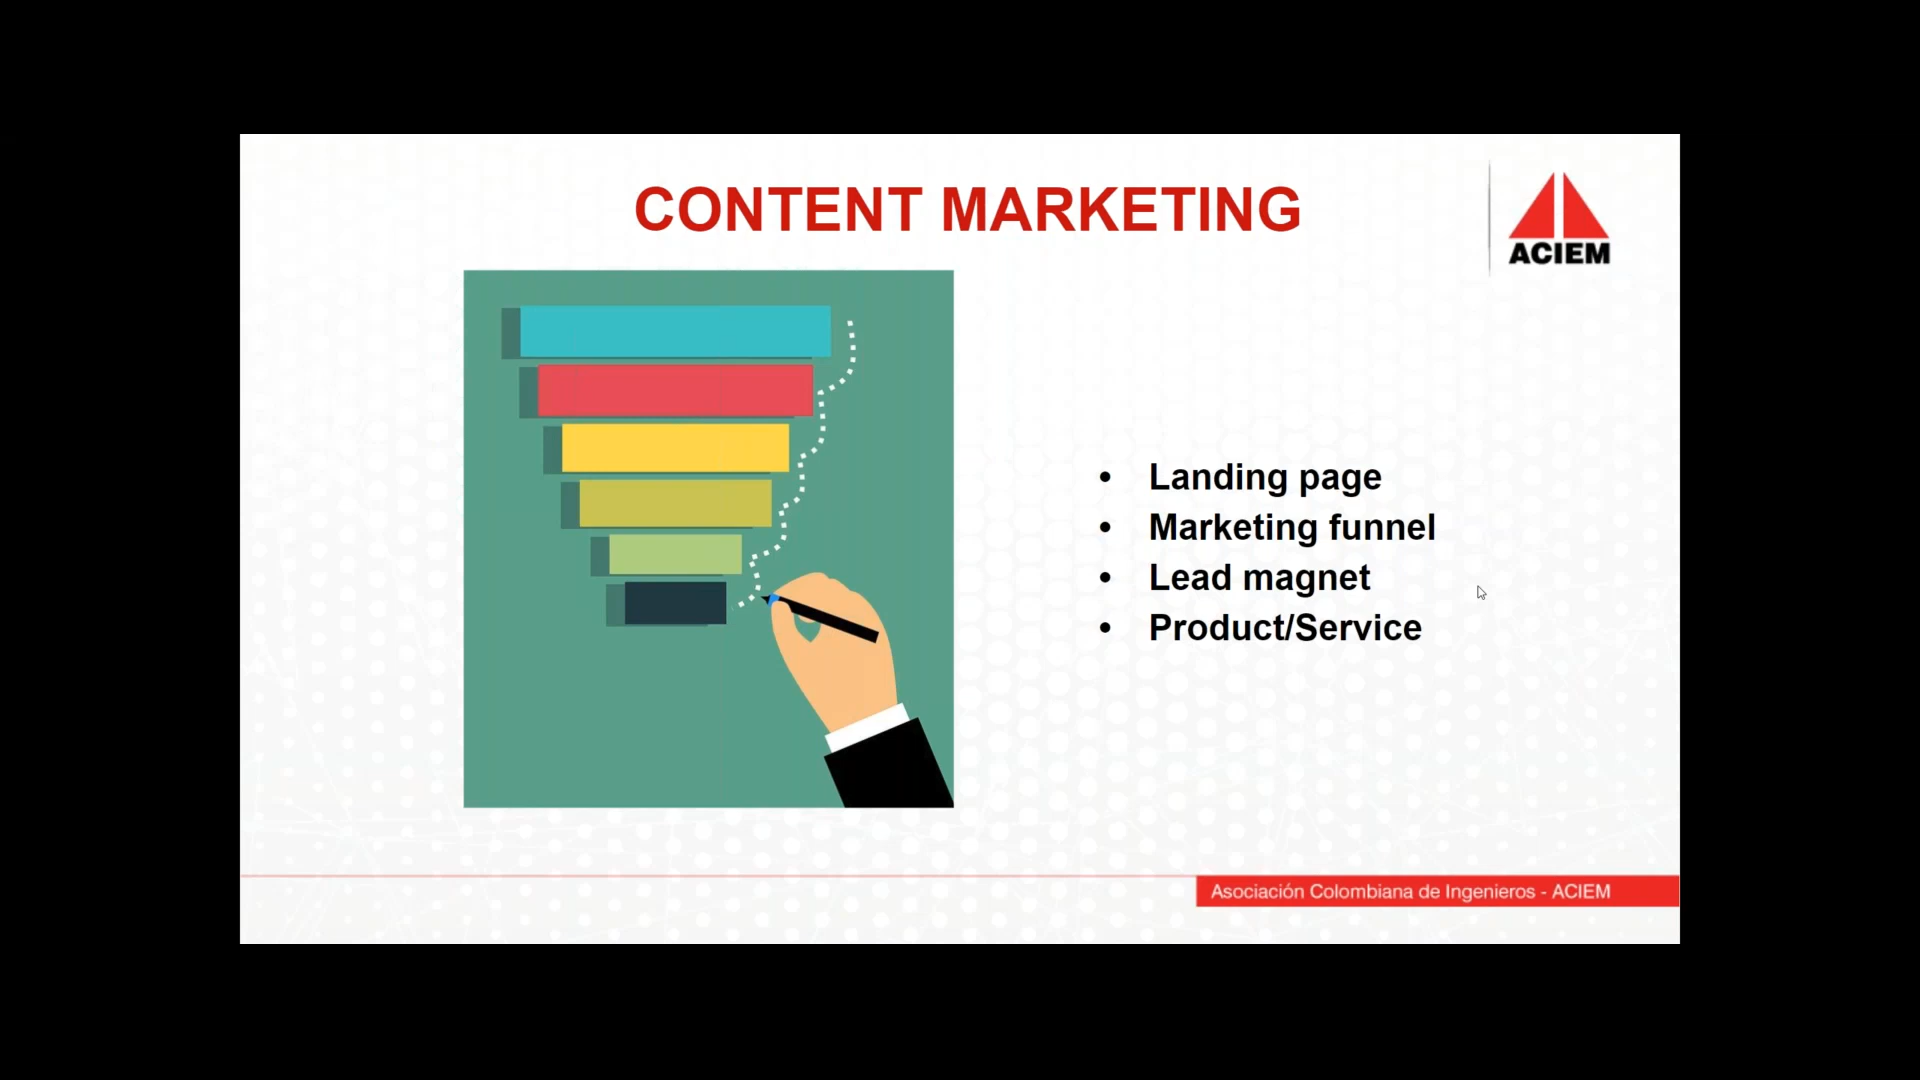 CONTENT MARKETING
ACIEM
• Landing page
• Marketing funnel
• Lead magnet
• Product/Service
Asociación Colombiana de Ingenieros - ACIEM